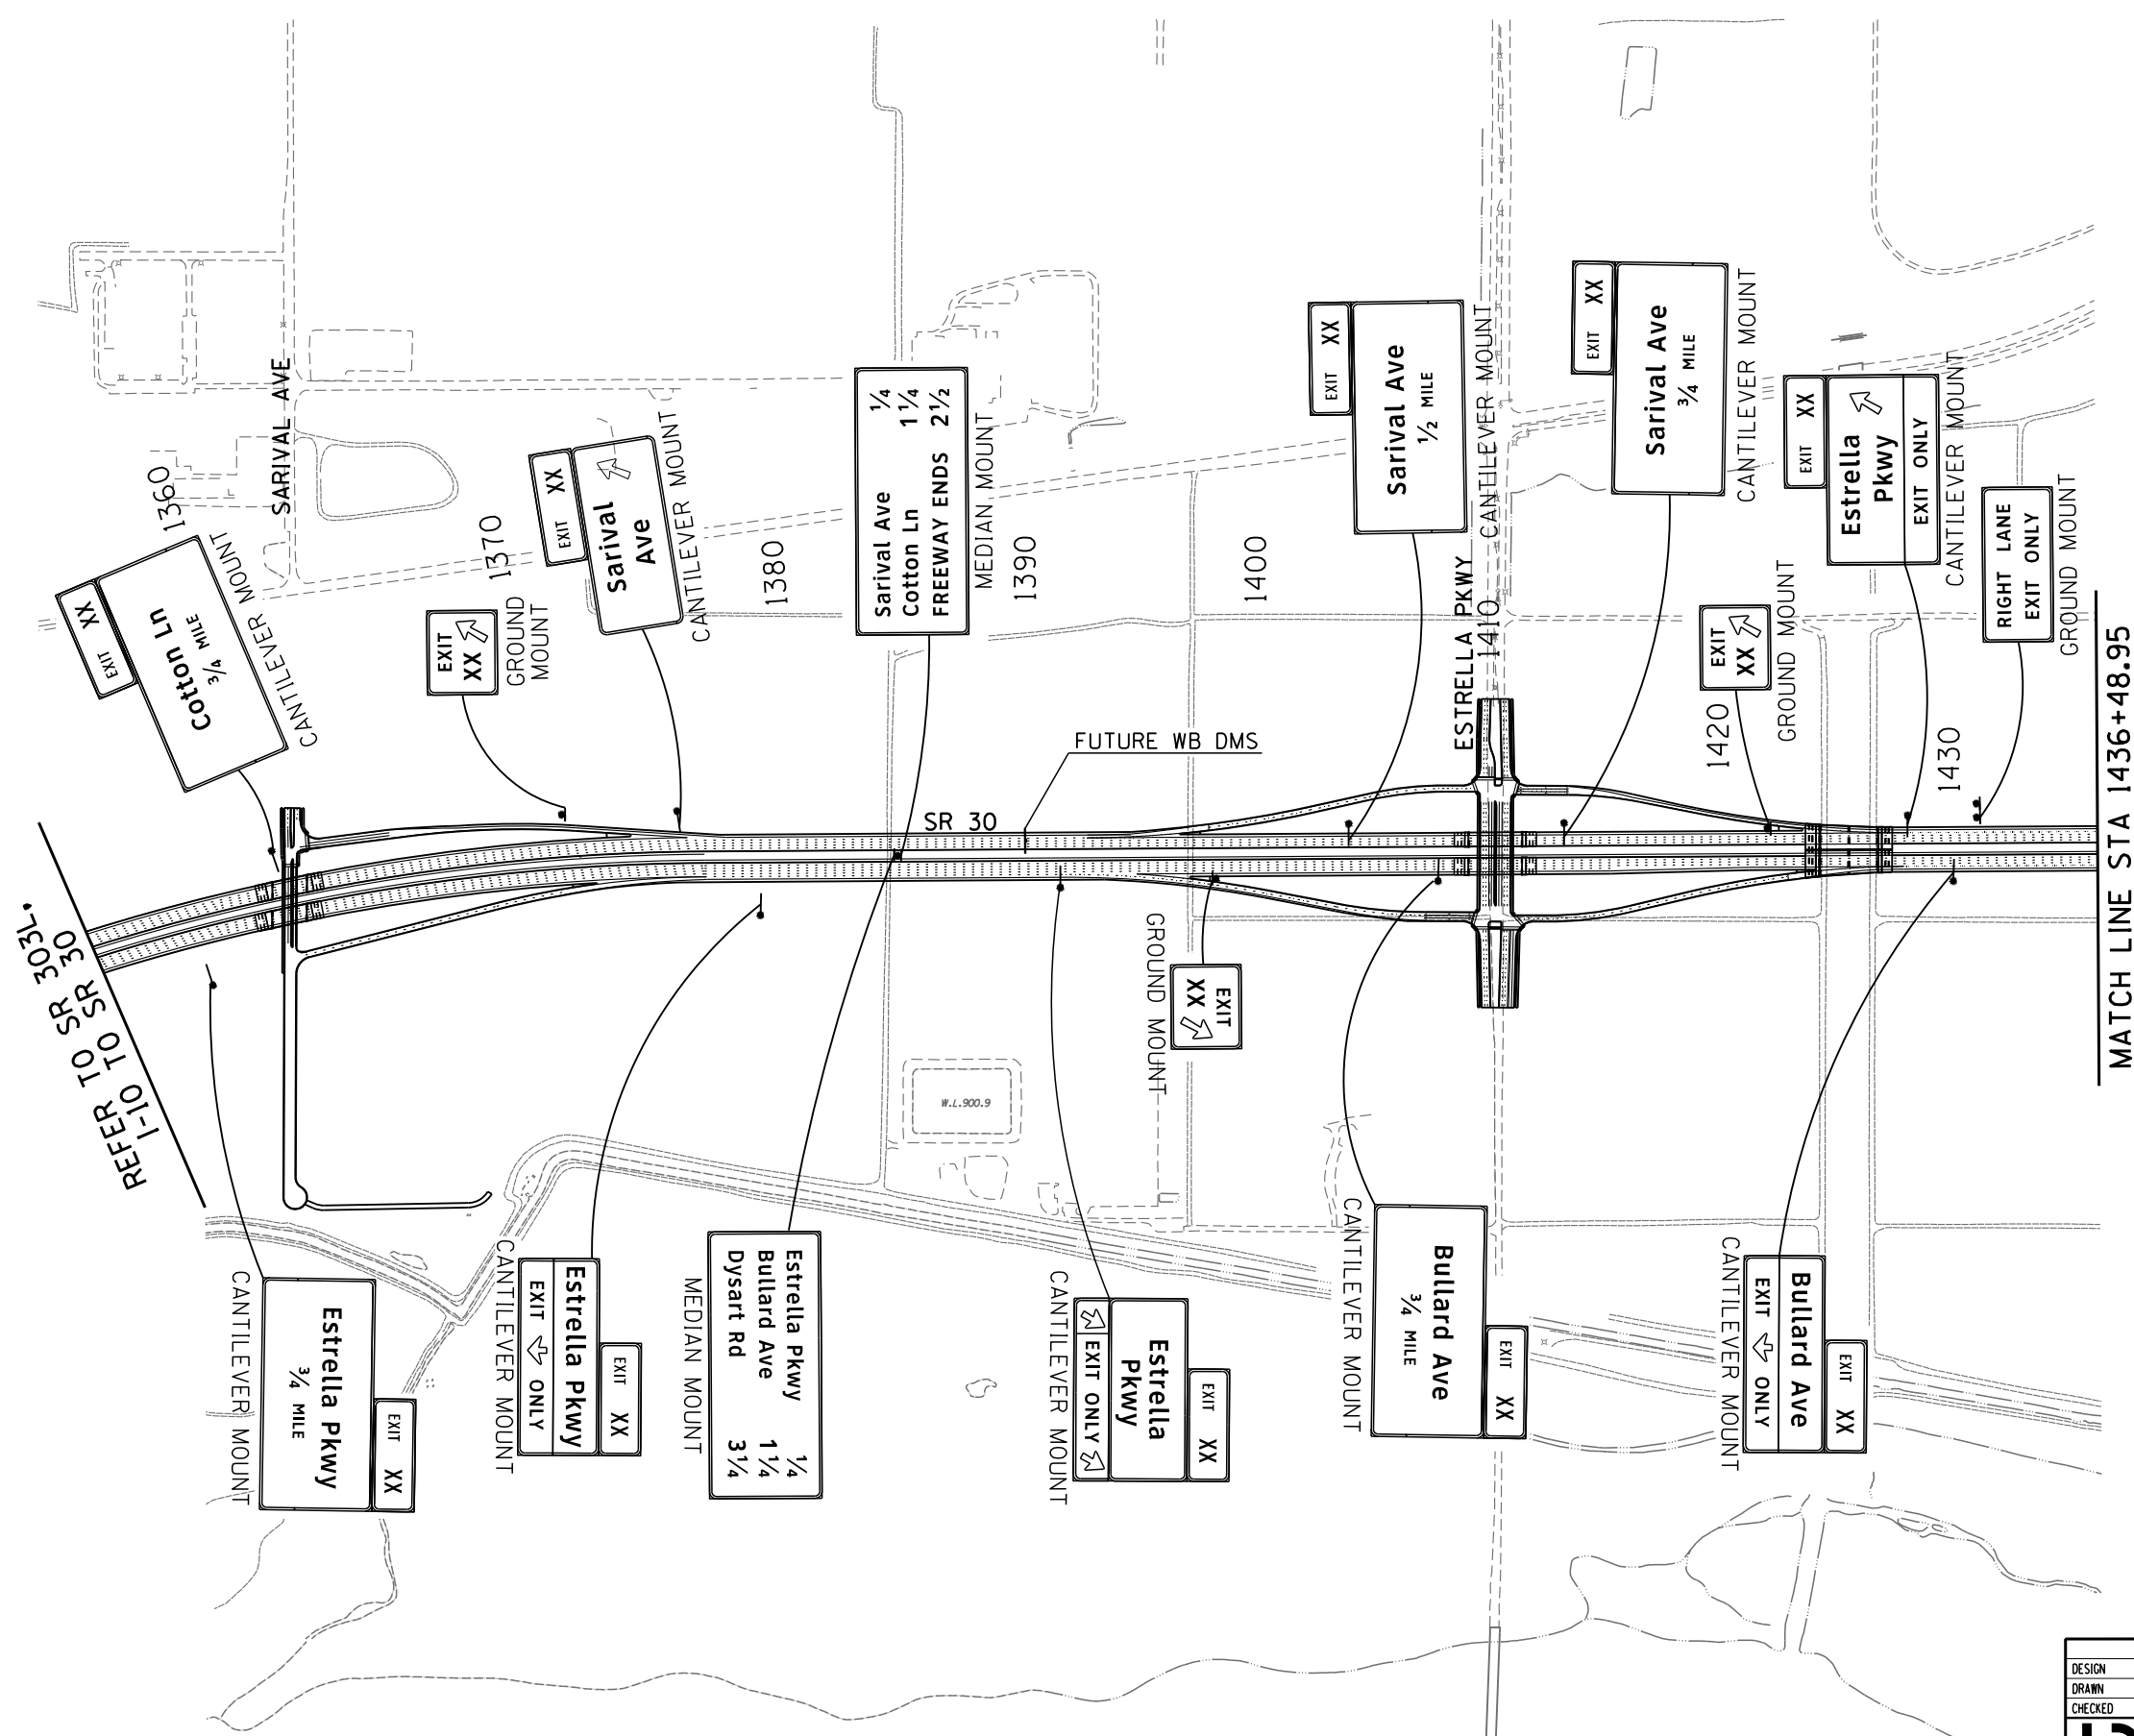 SARIVAL AVE
1360
EXIT XX
Cotton Ln
¾ MILE
CANTILEVER MOUNT
1370
EXIT
XX
GROUND
MOUNT
EXIT XX
Sarival
Ave
CANTILEVER MOUNT
1380
Sarival Ave ¼
Cotton Ln 1¼
FREEWAY ENDS 2½
MEDIAN MOUNT
1390
1400
EXIT XX
Sarival Ave
½ MILE
CANTILEVER MOUNT
ESTRELLA PKWY
1410
EXIT XX
Sarival Ave
¾ MILE
CANTILEVER MOUNT
EXIT
XX
GROUND MOUNT
1420
EXIT XX
Estrella
Pkwy
EXIT ONLY
CANTILEVER MOUNT
1430
RIGHT LANE
EXIT ONLY
GROUND MOUNT
MATCH LINE STA 1436+48.95
FUTURE WB DMS
SR 30
REFER TO SR 303L,
I-10 TO SR 30
EXIT XX
Estrella Pkwy
¾ MILE
CANTILEVER MOUNT
EXIT XX
Estrella Pkwy
EXIT ONLY
CANTILEVER MOUNT
Estrella Pkwy ¼
Bullard Ave 1¼
Dysart Rd 3¼
MEDIAN MOUNT
W.L.900.9
EXIT XX
Estrella
Pkwy
EXIT ONLY
CANTILEVER MOUNT
EXIT
XX
GROUND MOUNT
EXIT XX
Bullard Ave
¾ MILE
CANTILEVER MOUNT
EXIT XX
Bullard Ave
EXIT ONLY
CANTILEVER MOUNT
DESIGN
DRAWN
CHECKED